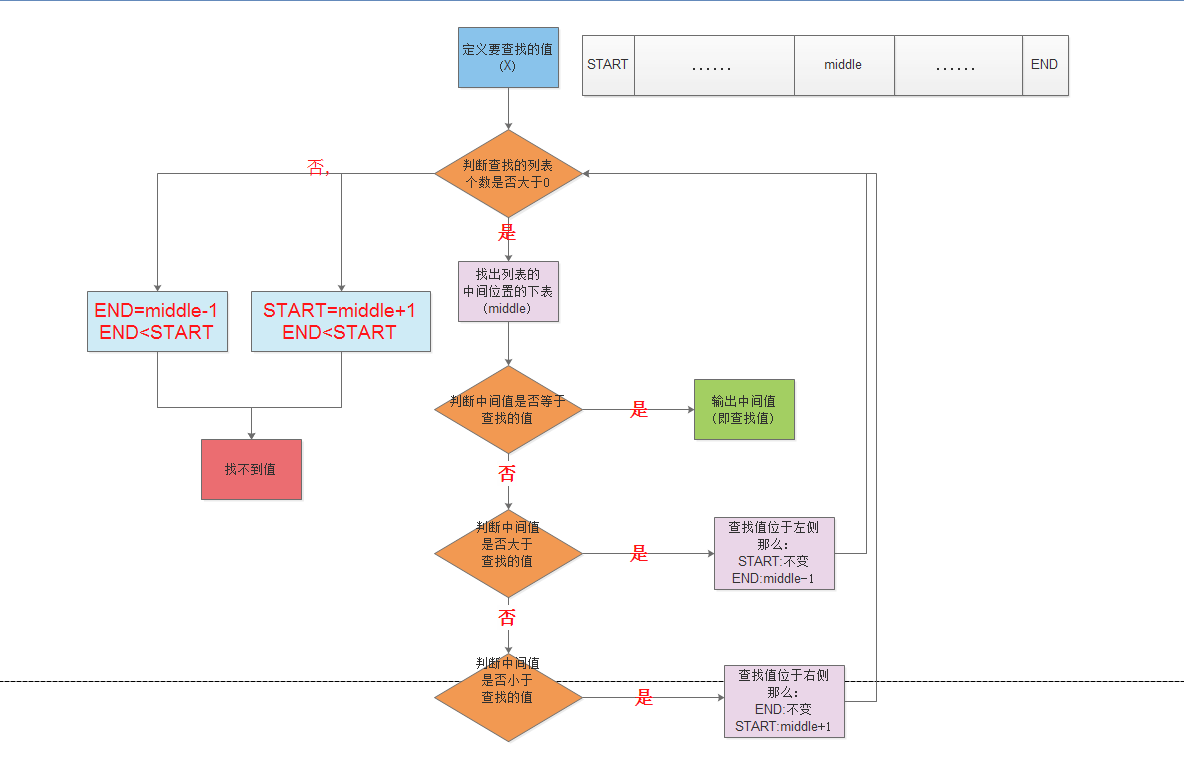 定义要查找的值
(X)
START
......
middle
......
END
判断查找的列表
个数是否大于0
否,
是
END=middle-1
END<START
START=middle+1
END<START
找出列表的
中间位置的下表
(middle)
判断中间值是否等于
查找的值
是
输出中间值
(即查找值)
找不到值
否
判断中间值
是否大于
查找的值
是
查找值位于左侧
那么:
START:不变
END:middle-1
否
判断中间值
是否小于
查找的值
是
查找值位于右侧
那么:
END:不变
START:middle+1